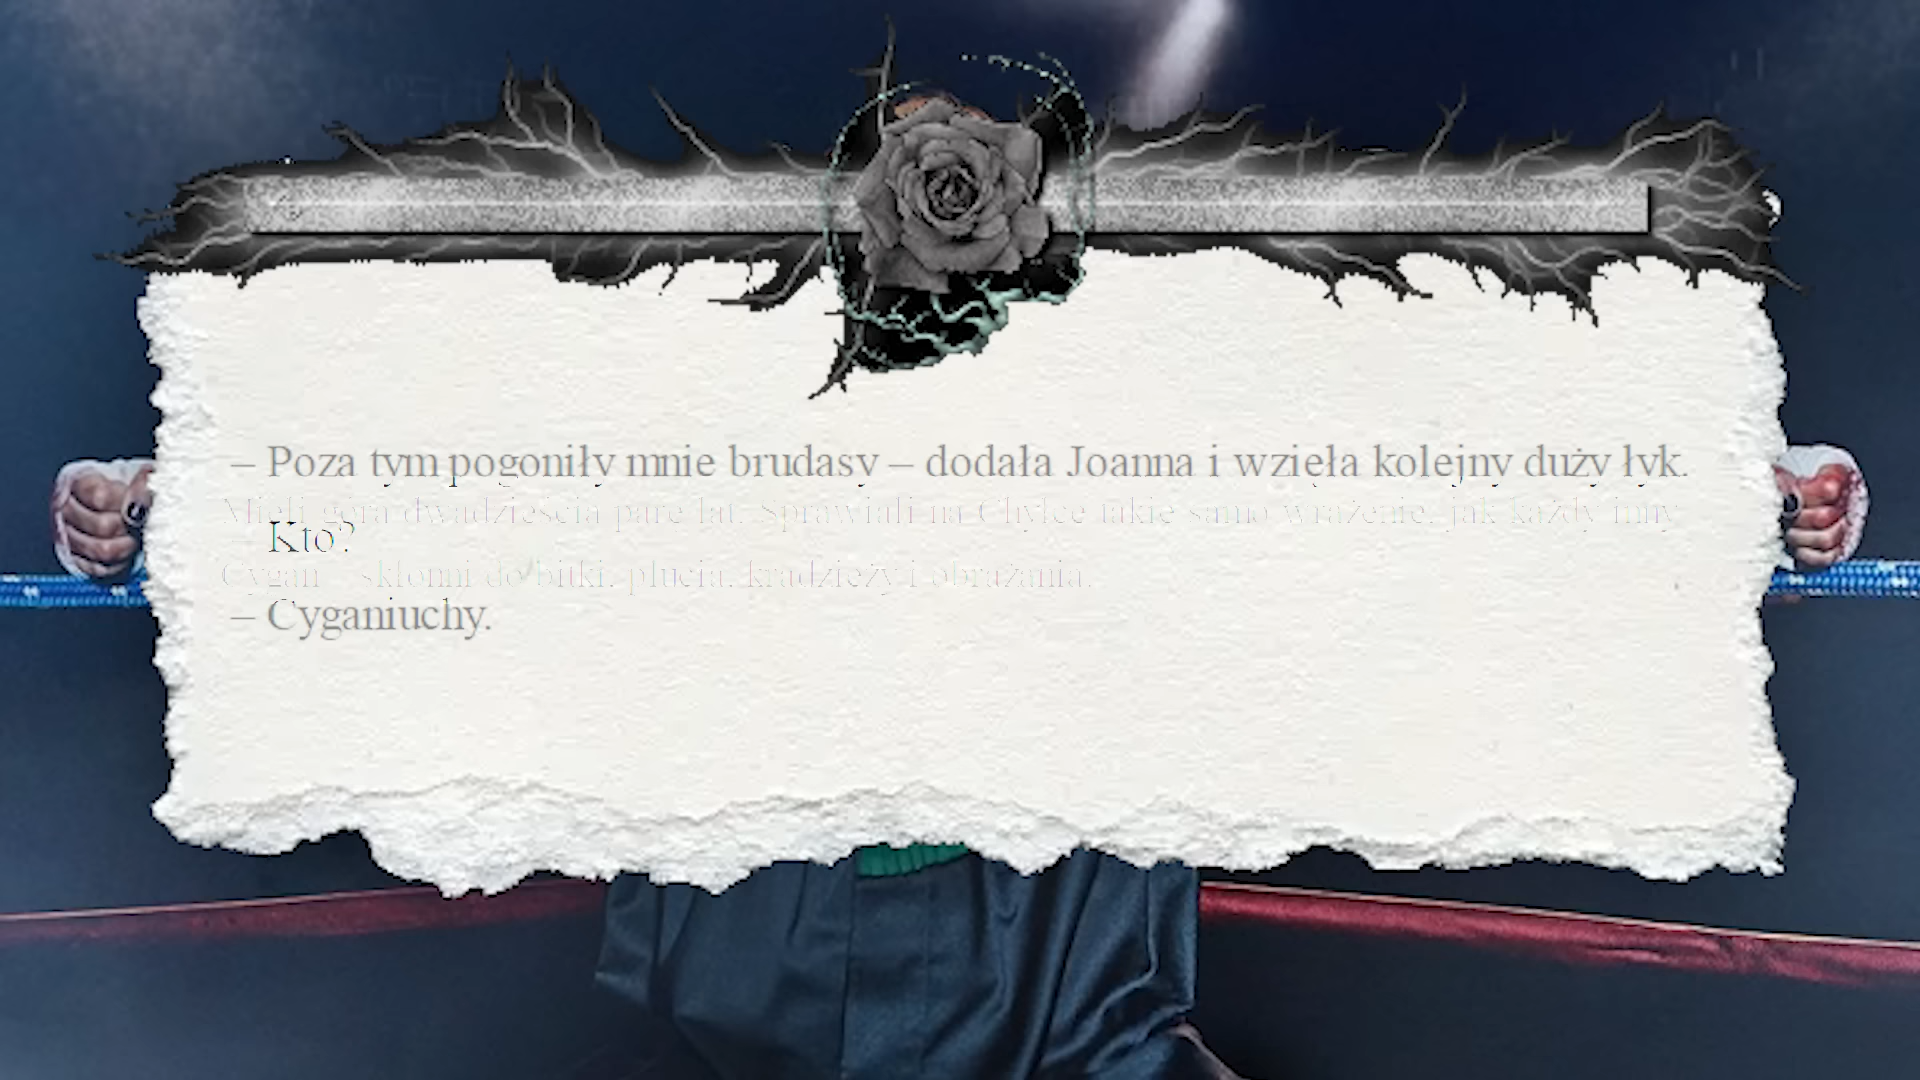 – Poza tym pogoniły mnie brudasy – dodała Joanna i wzięła kolejny duży łyk.
Mieli góra dwadzieścia parę lat. Sprawiali na Chyłce takie samo wrażenie, jak każdy inny
– Kto?
Cygan – skłonni do bitki, plucia, kradzieży i obrażania.
– Cyganiuchy.